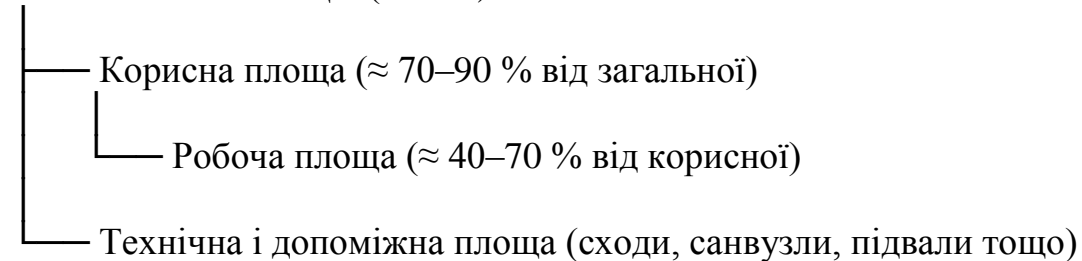 Корисна площа (≈ 70–90 % від загальної)
Робоча площа (≈ 40–70 % від корисної)
Технічна і допоміжна площа (сходи, санвузли, підвали тощо)